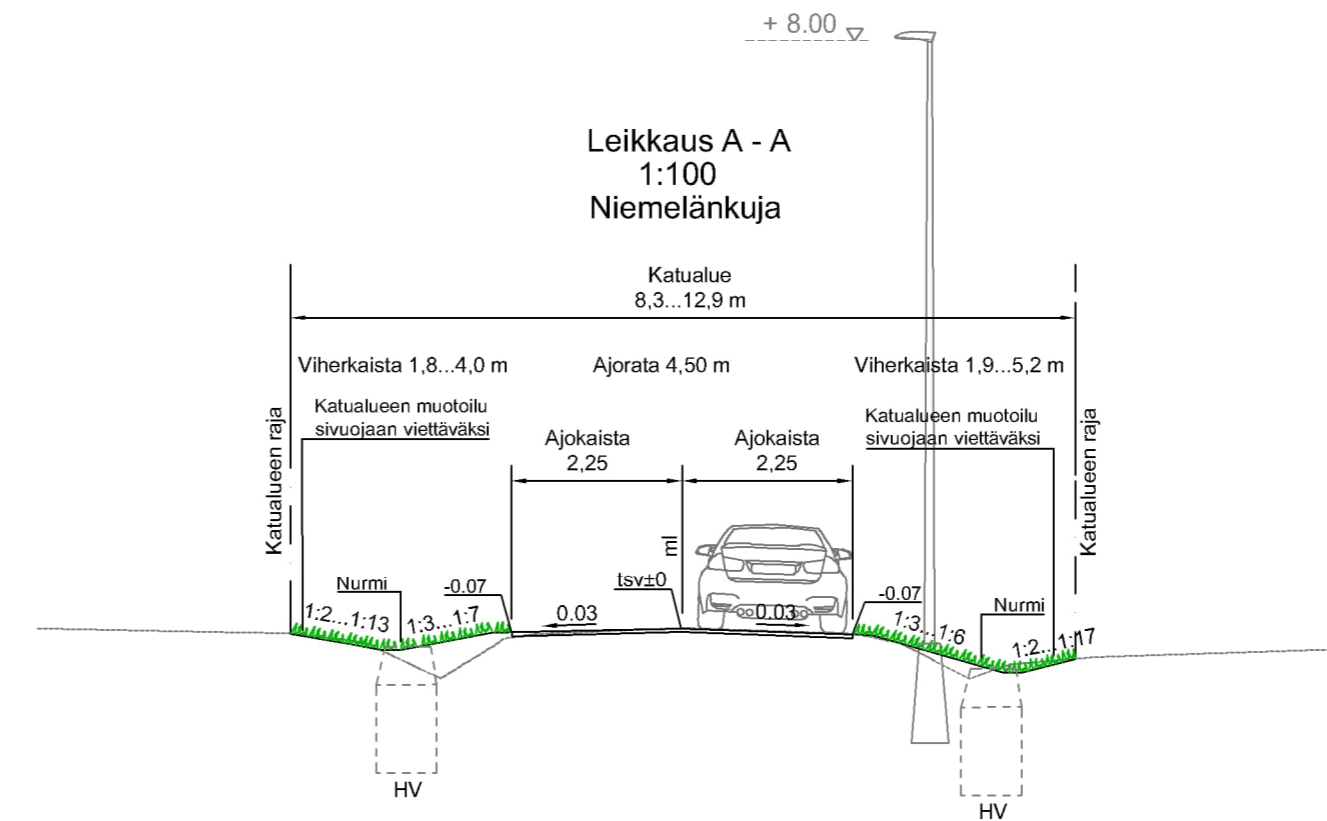 + 8.00
Leikkaus A - A
1:100
Niemelänkuja
Katualue
8,3...12,9 m
Viherkaista 1,8...4,0 m
Ajorata 4,50 m
Viherkaista 1,9...5,2 m
Katualueen raja
Katualueen muotoilu
sivuojaan viettäväksi
Ajokaista
2,25
Ajokaista
2,25
Katualueen muotoilu
sivuojaan viettäväksi
Katualueen raja
ml
Nurmi
-0.07
tsv±0
-0.07
Nurmi
1:2...1:13
1:3...1:7
0.03
0.03
1:3...1:6
1:2...1:17
HV
HV